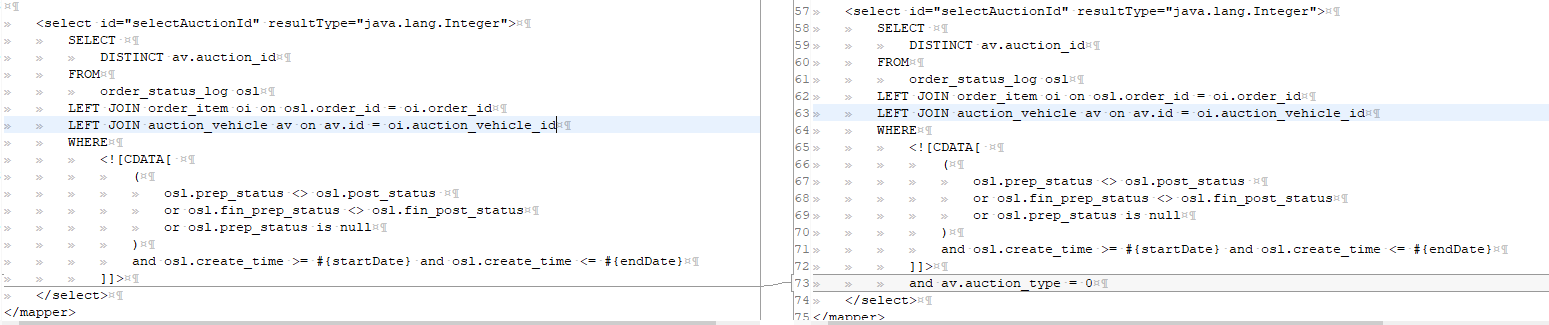 <select id="selectAuctionId" resultType="java.lang.Integer">
SELECT
DISTINCT av.auction_id
FROM
order_status_log osl
LEFT JOIN order_item oi on osl.order_id = oi.order_id
LEFT JOIN auction_vehicle av on av.id = oi.auction_vehicle_id
WHERE
<![CDATA[
(
osl.prep_status <> osl.post_status
or osl.fin_prep_status <> osl.fin_post_status
or osl.prep_status is null
)
and osl.create_time >= #{startDate} and osl.create_time <= #{endDate}
]]>
</select>
</mapper>
57 <select id="selectAuctionId" resultType="java.lang.Integer">
58 SELECT
59 DISTINCT av.auction_id
60 FROM
61 order_status_log osl
62 LEFT JOIN order_item oi on osl.order_id = oi.order_id
63 LEFT JOIN auction_vehicle av on av.id = oi.auction_vehicle_id
64 WHERE
65 <![CDATA[
66 (
67 osl.prep_status <> osl.post_status
68 or osl.fin_prep_status <> osl.fin_post_status
69 or osl.prep_status is null
70 )
71 and osl.create_time >= #{startDate} and osl.create_time <= #{endDate}
72 ]]>
73 and av.auction_type = 0
74 </select>
75 </mapper>